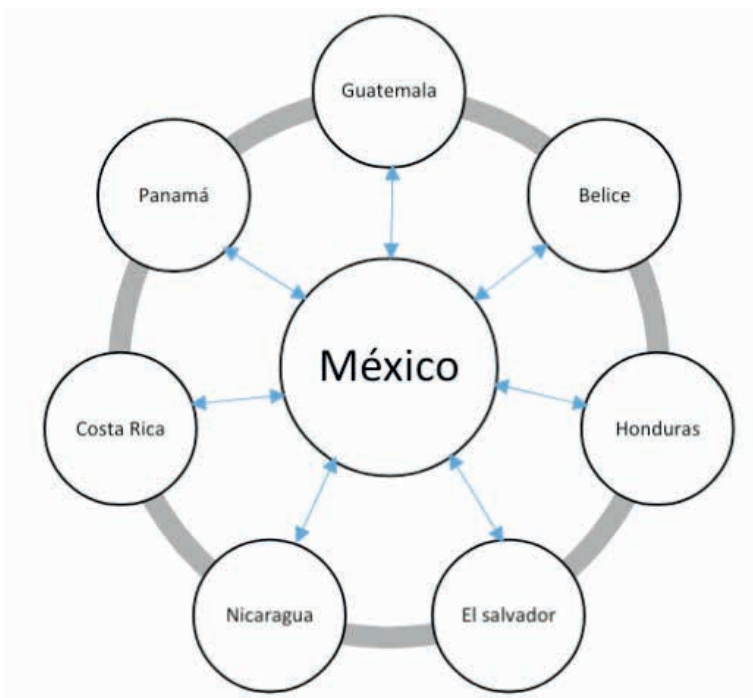 Guatemala
Panamá
Belice
México
Costa Rica
Honduras
Nicaragua
El salvador